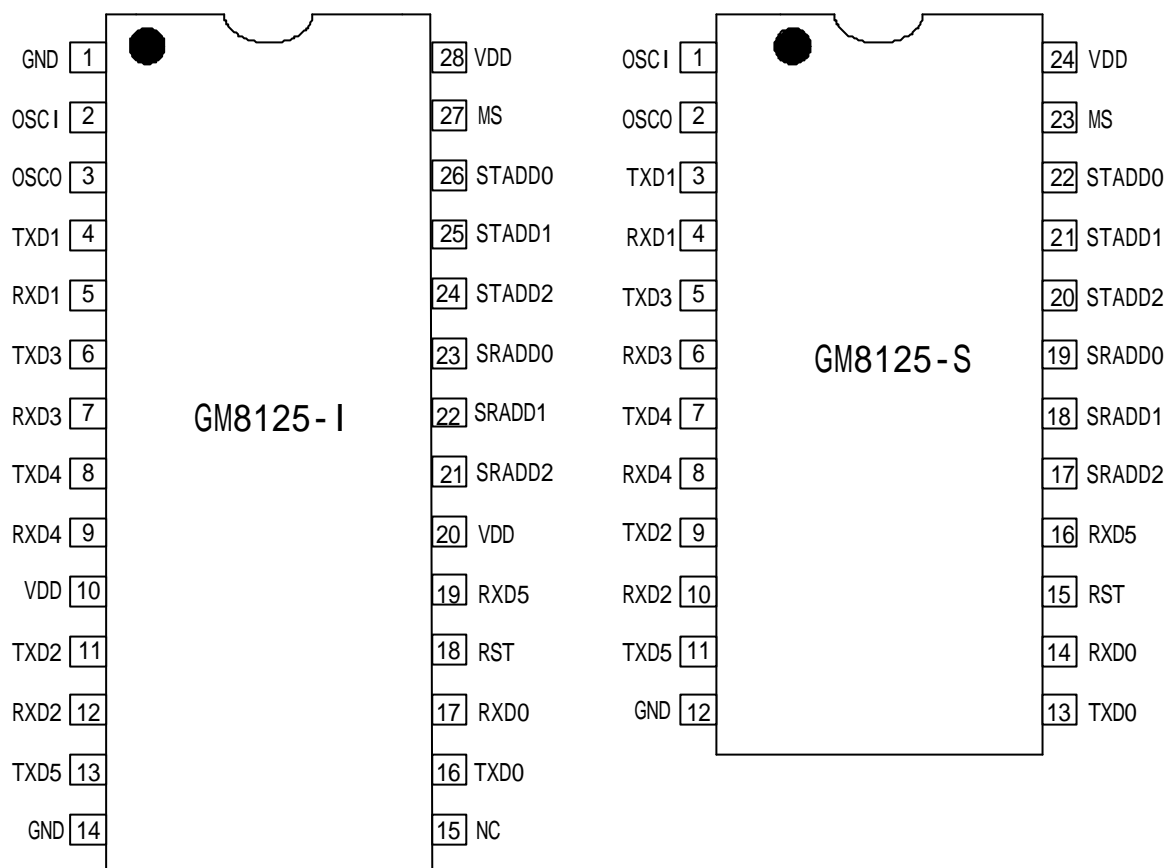 GND 1
OSCI 2
OSCO 3
TXD1 4
RXD1 5
TXD3 6
RXD3 7
TXD4 8
RXD4 9
VDD 10
TXD2 11
RXD2 12
TXD5 13
GND 14
GM8125-I
28 VDD
27 MS
26 STADD0
25 STADD1
24 STADD2
23 SRADD0
22 SRADD1
21 SRADD2
20 VDD
19 RXD5
18 RST
17 RXD0
16 TXD0
15 NC
OSCI 1
OSCO 2
TXD1 3
RXD1 4
TXD3 5
RXD3 6
TXD4 7
RXD4 8
TXD2 9
RXD2 10
TXD5 11
GND 12
GM8125-S
24 VDD
23 MS
22 STADD0
21 STADD1
20 STADD2
19 SRADD0
18 SRADD1
17 SRADD2
16 RXD5
15 RST
14 RXD0
13 TXD0